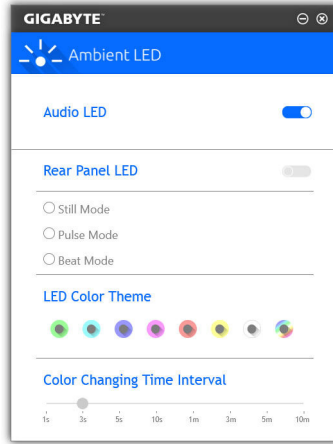 GIGABYTE™
Ambient LED
Audio LED
Rear Panel LED
Still Mode
Pulse Mode
Beat Mode
LED Color Theme
Color Changing Time Interval
1s 3s 5s 10s 1m 3m 5m 10m